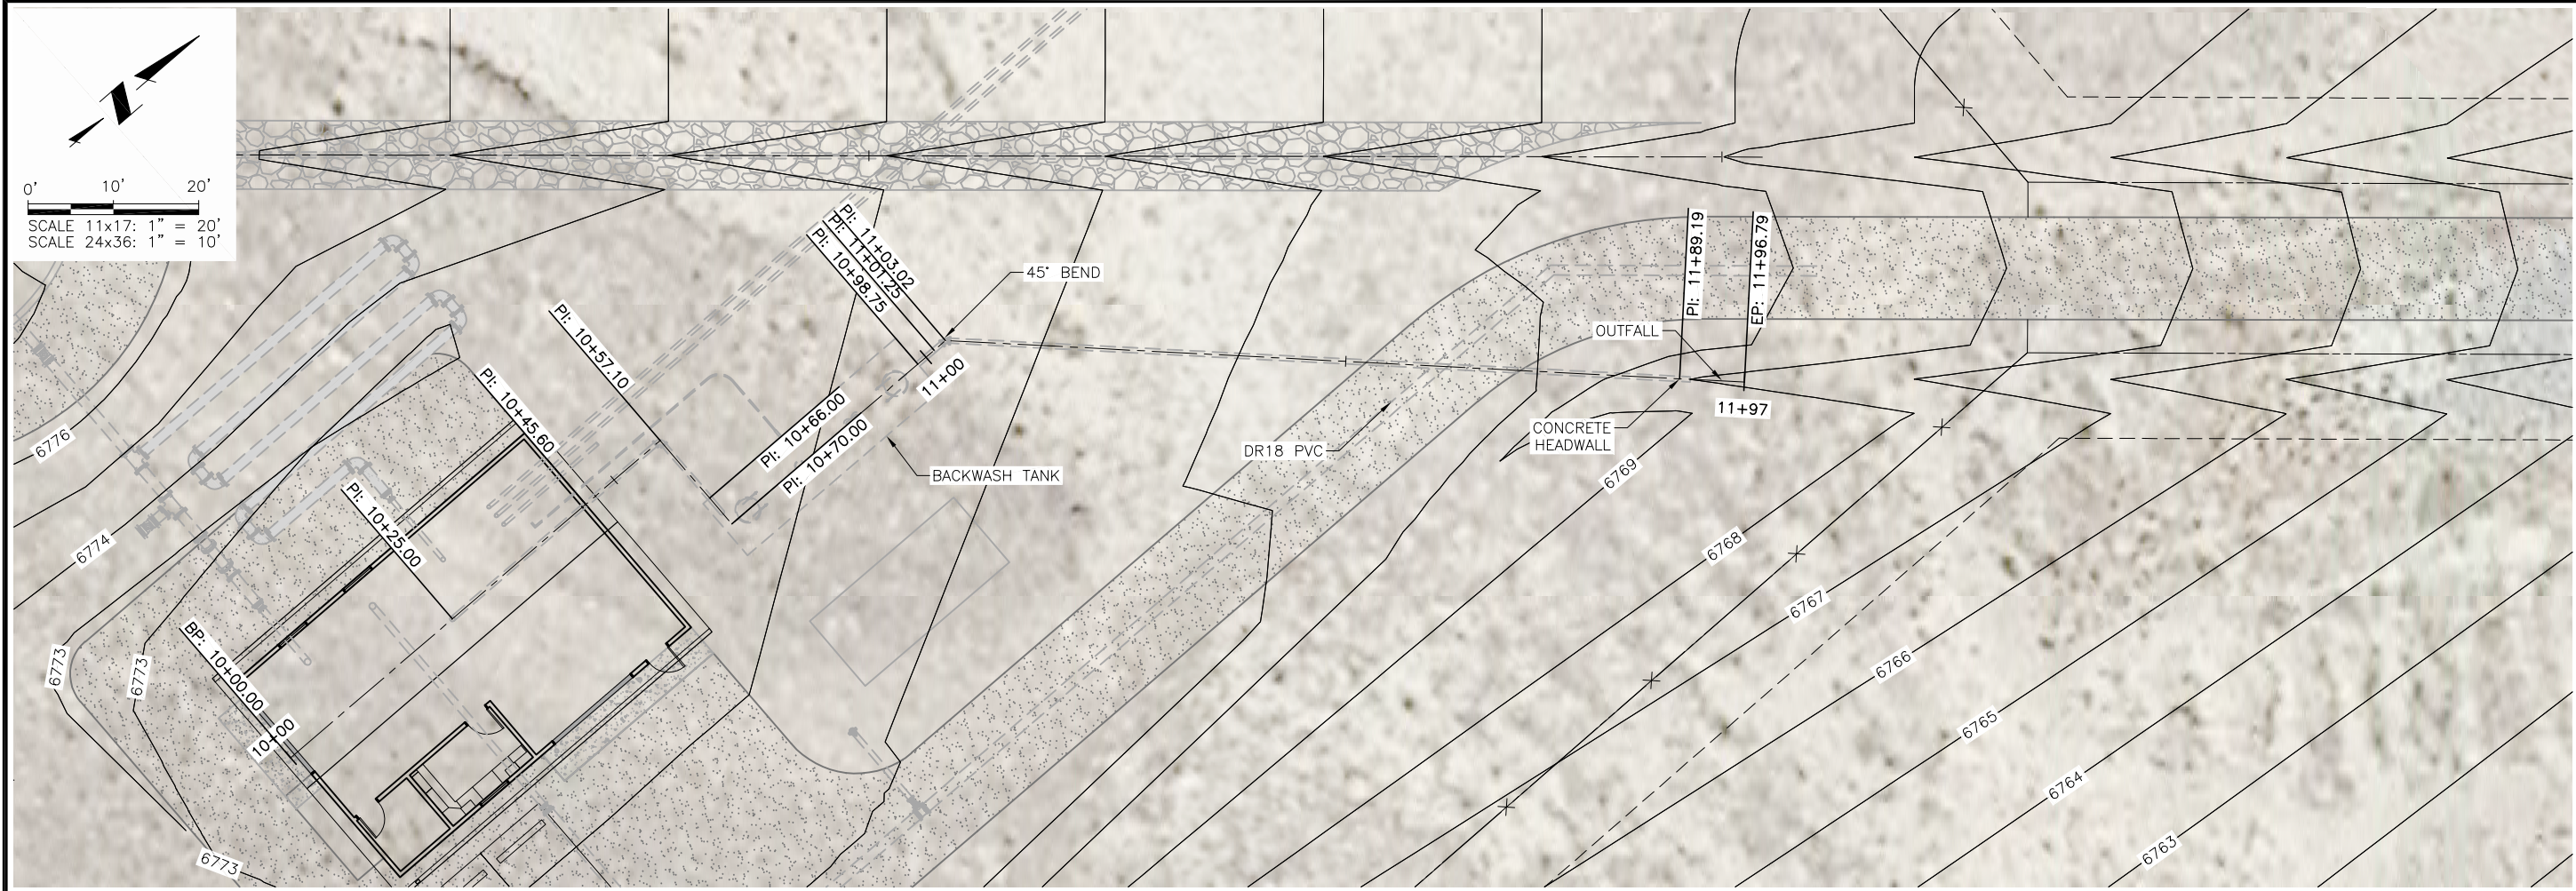 0' 10' 20'
SCALE 11x17: 1" = 20'
SCALE 24x36: 1" = 10'
PI: 11+03.02
PI: 11+01.25
PI: 10+98.75
45° BEND
11+00
PI: 10+57.10
PI: 10+66.00
PI: 10+70.00
BACKWASH TANK
PI: 10+45.60
PI: 10+25.00
BP: 10+00.00
10+00
PI: 11+89.19
EP: 11+96.79
OUTFALL
11+97
CONCRETE
HEADWALL
DR18 PVC
6776
6774
6773
6773
6773
6769
6768
6767
6766
6765
6764
6763